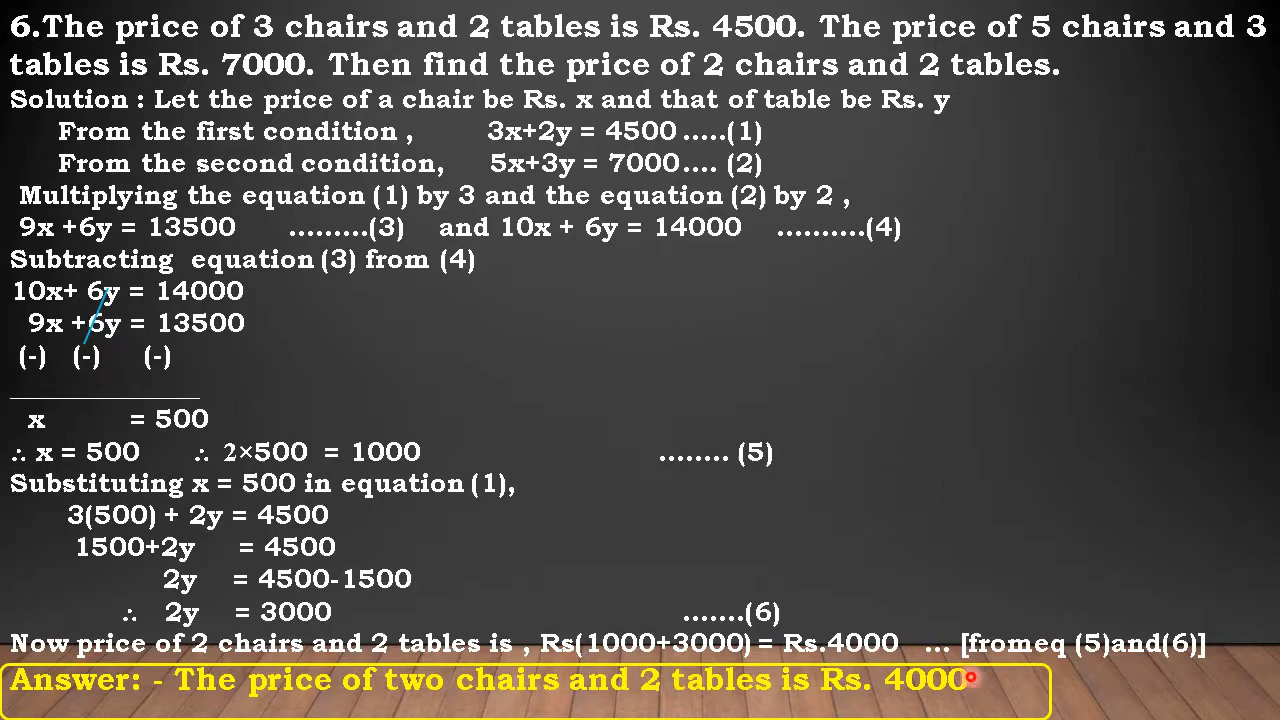 6.The price of 3 chairs and 2 tables is Rs. 4500. The price of 5 chairs and 3
tables is Rs. 7000. Then find the price of 2 chairs and 2 tables.
Solution : Let the price of a chair be Rs. x and that of table be Rs. y
From the first condition , 3x+2y = 4500 .....(1)
From the second condition, 5x+3y = 7000.... (2)
Multiplying the equation (1) by 3 and the equation (2) by 2 ,
9x +6y = 13500 .........(3) and 10x + 6y = 14000 ..........(4)
Subtracting equation (3) from (4)
10x+ 6y = 14000
9x +6y = 13500
(-) (-) (-)
x = 500
∴ x = 500 ∴ 2×500 = 1000 ........ (5)
Substituting x = 500 in equation (1),
3(500) + 2y = 4500
1500+2y = 4500
2y = 4500-1500
∴ 2y = 3000 .......(6)
Now price of 2 chairs and 2 tables is , Rs(1000+3000) = Rs.4000 ... [fromeq (5)and(6)]
Answer: - The price of two chairs and 2 tables is Rs. 4000